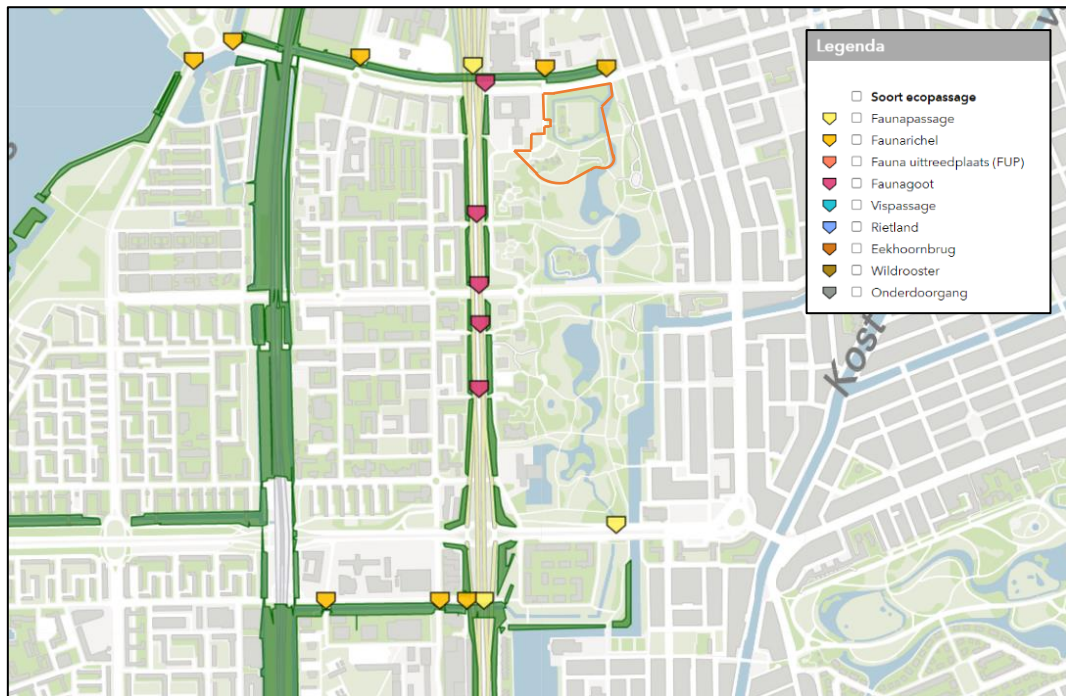 Legenda
Soort ecopassage
Faunapassage
Faunarichel
Fauna uittreedplaats (FUP)
Faunagoot
Vispassage
Rietland
Eekhoornbrug
Wildrooster
Onderdoorgang
Kost